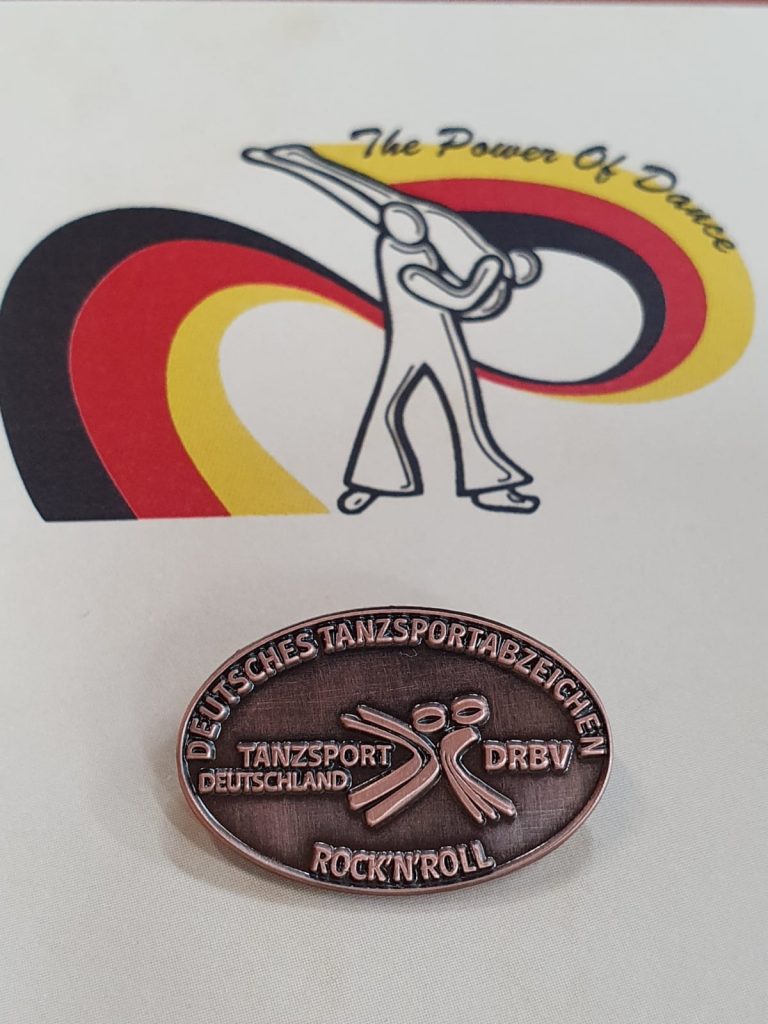 The Power Of Dance
DEUTSCHES TANZSPORTABZEICHEN
TANZSPORT
DEUTSCHLAND
DRBV
ROCK'N'ROLL